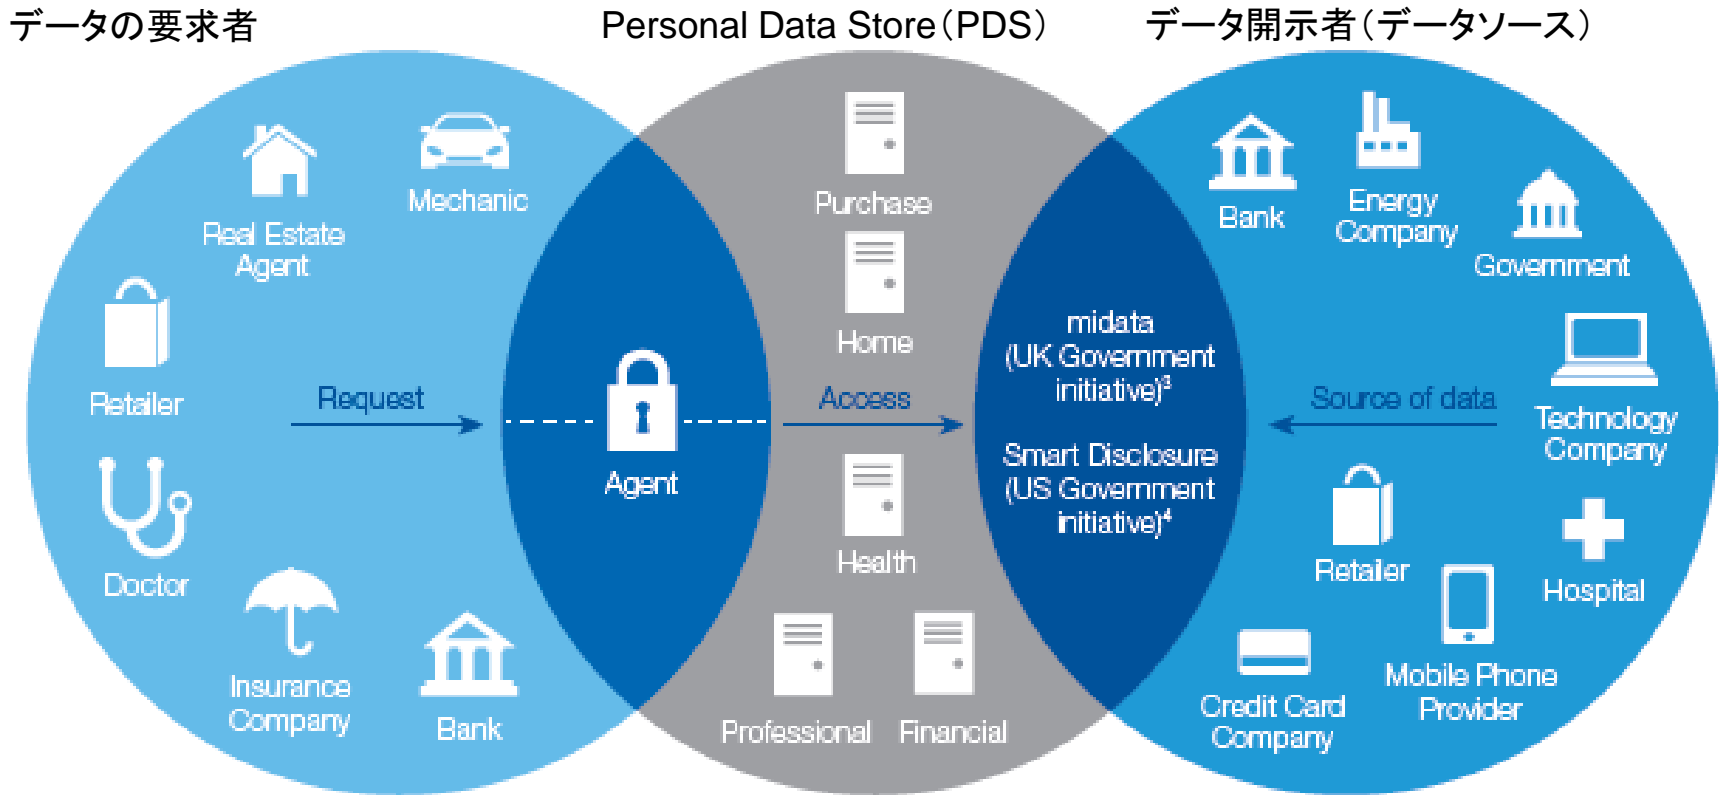 データの要求者
Personal Data Store（PDS）
データ開示者（データソース）
Mechanic
Real Estate
Agent
Retailer
Request
Doctor
Insurance
Company
Bank
Agent
Purchase
Home
Access
Health
Professional
Financial
midata
(UK Government
initiative)³
Smart Disclosure
(US Government
initiative)⁴
Bank
Energy
Company
Government
Source of data
Technology
Company
Retailer
Hospital
Mobile Phone
Provider
Credit Card
Company